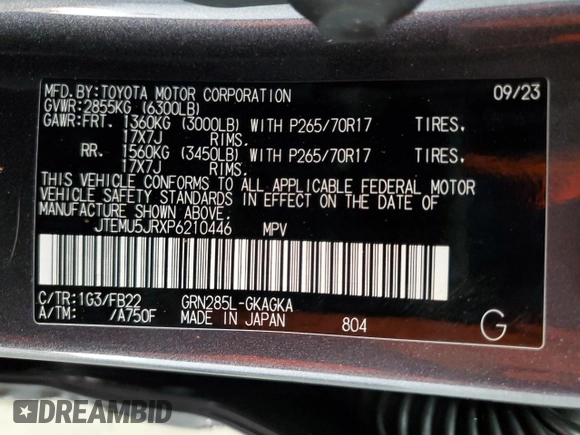 MFD.BY:TOYOTA MOTOR CORPORATION 09/23
GVWR:2855KG (6300LB)
GAWR:FRT. 1360KG (3000LB) WITH P265/70R17 TIRES,
17X7J RIMS.
RR. 1560KG (3450LB) WITH P265/70R17 TIRES,
17X7J RIMS.
THIS VEHICLE CONFORMS TO ALL APPLICABLE FEDERAL MOTOR
VEHICLE SAFETY STANDARDS IN EFFECT ON THE DATE OF
MANUFACTURE SHOWN ABOVE.
JTEMU5JRXP6210446 MPV
C/TR:1G3/FB22 GRN285L-GKAGKA
A/TM: /A750F MADE IN JAPAN 804 G
DREAMBID